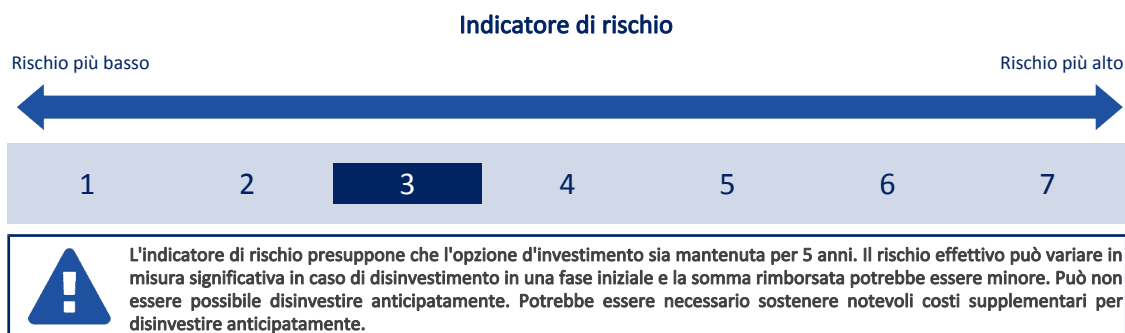 Indicatore di rischio
Rischio più basso
Rischio più alto
1 2 3 4 5 6 7
L'indicatore di rischio presuppone che l'opzione d'investimento sia mantenuta per 5 anni. Il rischio effettivo può variare in
misura significativa in caso di disinvestimento in una fase iniziale e la somma rimborsata potrebbe essere minore. Può non
essere possibile disinvestire anticipatamente. Potrebbe essere necessario sostenere notevoli costi supplementari per
disinvestire anticipatamente.